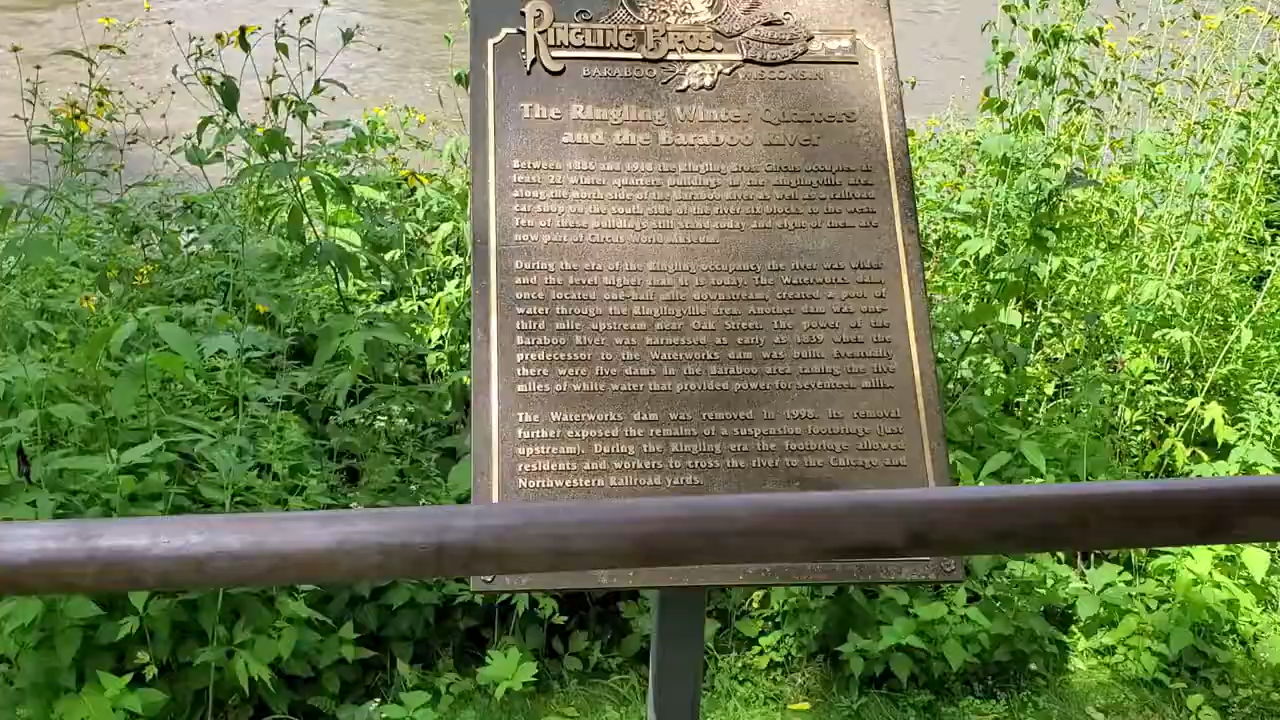 RINGLING BROS.
GREAT SHOWS
BARABOO WISCONSIN
The Ringling Winter Quarters
and the Baraboo River
Between 1886 and 1918 the Ringling Bros. Circus occupied at
least 22 winter quarters buildings in the Ringlingville area
along the north side of the Baraboo River as well as a railroad
car shop on the south side of the river six blocks to the west.
Ten of these buildings still stand today and eight of them are
now part of Circus World Museum.
During the era of the Ringling occupancy the river was wider
and the level higher than it is today. The Waterworks dam,
once located one-half mile downstream, created a pool of
water through the Ringlingville area. Another dam was one-
third mile upstream near Oak Street. The power of the
Baraboo River was harnessed as early as 1839 when the
predecessor to the Waterworks dam was built. Eventually
there were five dams in the Baraboo area taming the five
miles of white water that provided power for seventeen mills.
The Waterworks dam was removed in 1998. Its removal
further exposed the remains of a suspension footbridge (just
upstream). During the Ringling era the footbridge allowed
residents and workers to cross the river to the Chicago and
Northwestern Railroad yards.